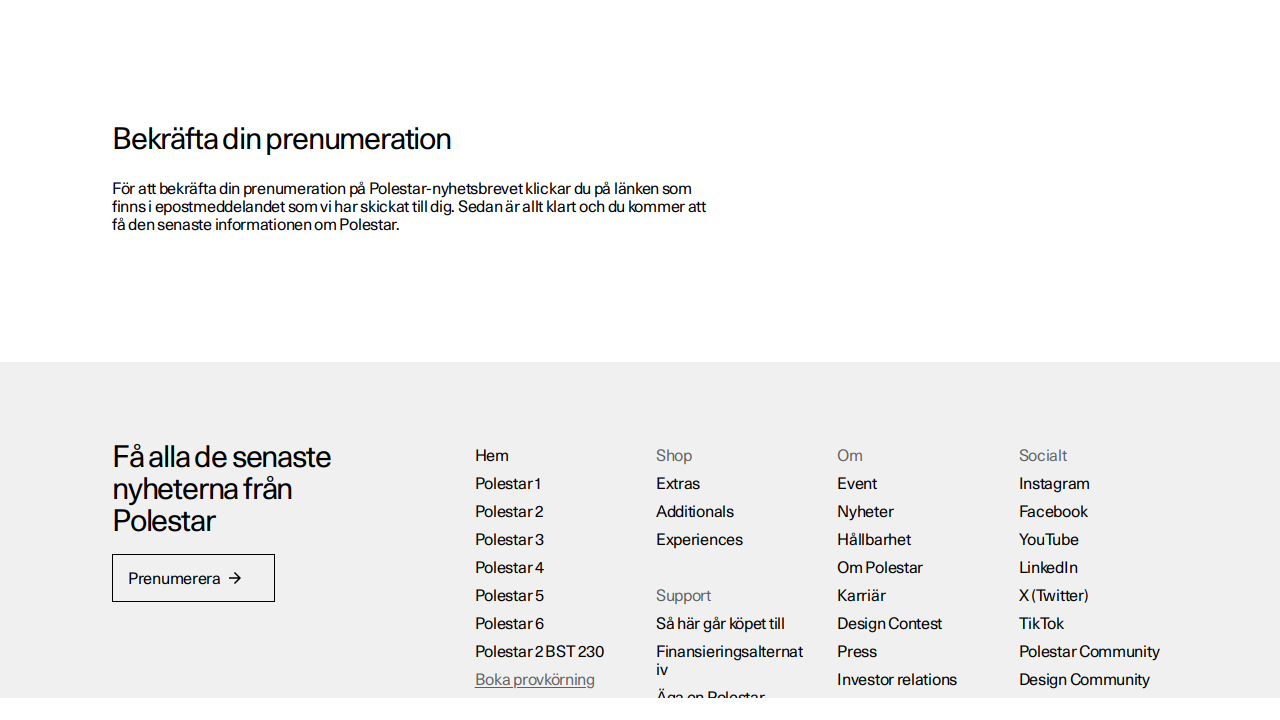 Bekräfta din prenumeration
För att bekräfta din prenumeration på Polestar-nyhetsbrevet klickar du på länken som
finns i epostmeddelandet som vi har skickat till dig. Sedan är allt klart och du kommer att
få den senaste informationen om Polestar.
Få alla de senaste
nyheterna från
Polestar
Prenumerera →
Hem
Polestar 1
Polestar 2
Polestar 3
Polestar 4
Polestar 5
Polestar 6
Polestar 2 BST 230
Boka provkörning
Shop
Extras
Additionals
Experiences
Support
Så här går köpet till
Finansieringsalternat
iv
Äga en Polestar
Om
Event
Nyheter
Hållbarhet
Om Polestar
Karriär
Design Contest
Press
Investor relations
Socialt
Instagram
Facebook
YouTube
LinkedIn
X (Twitter)
TikTok
Polestar Community
Design Community